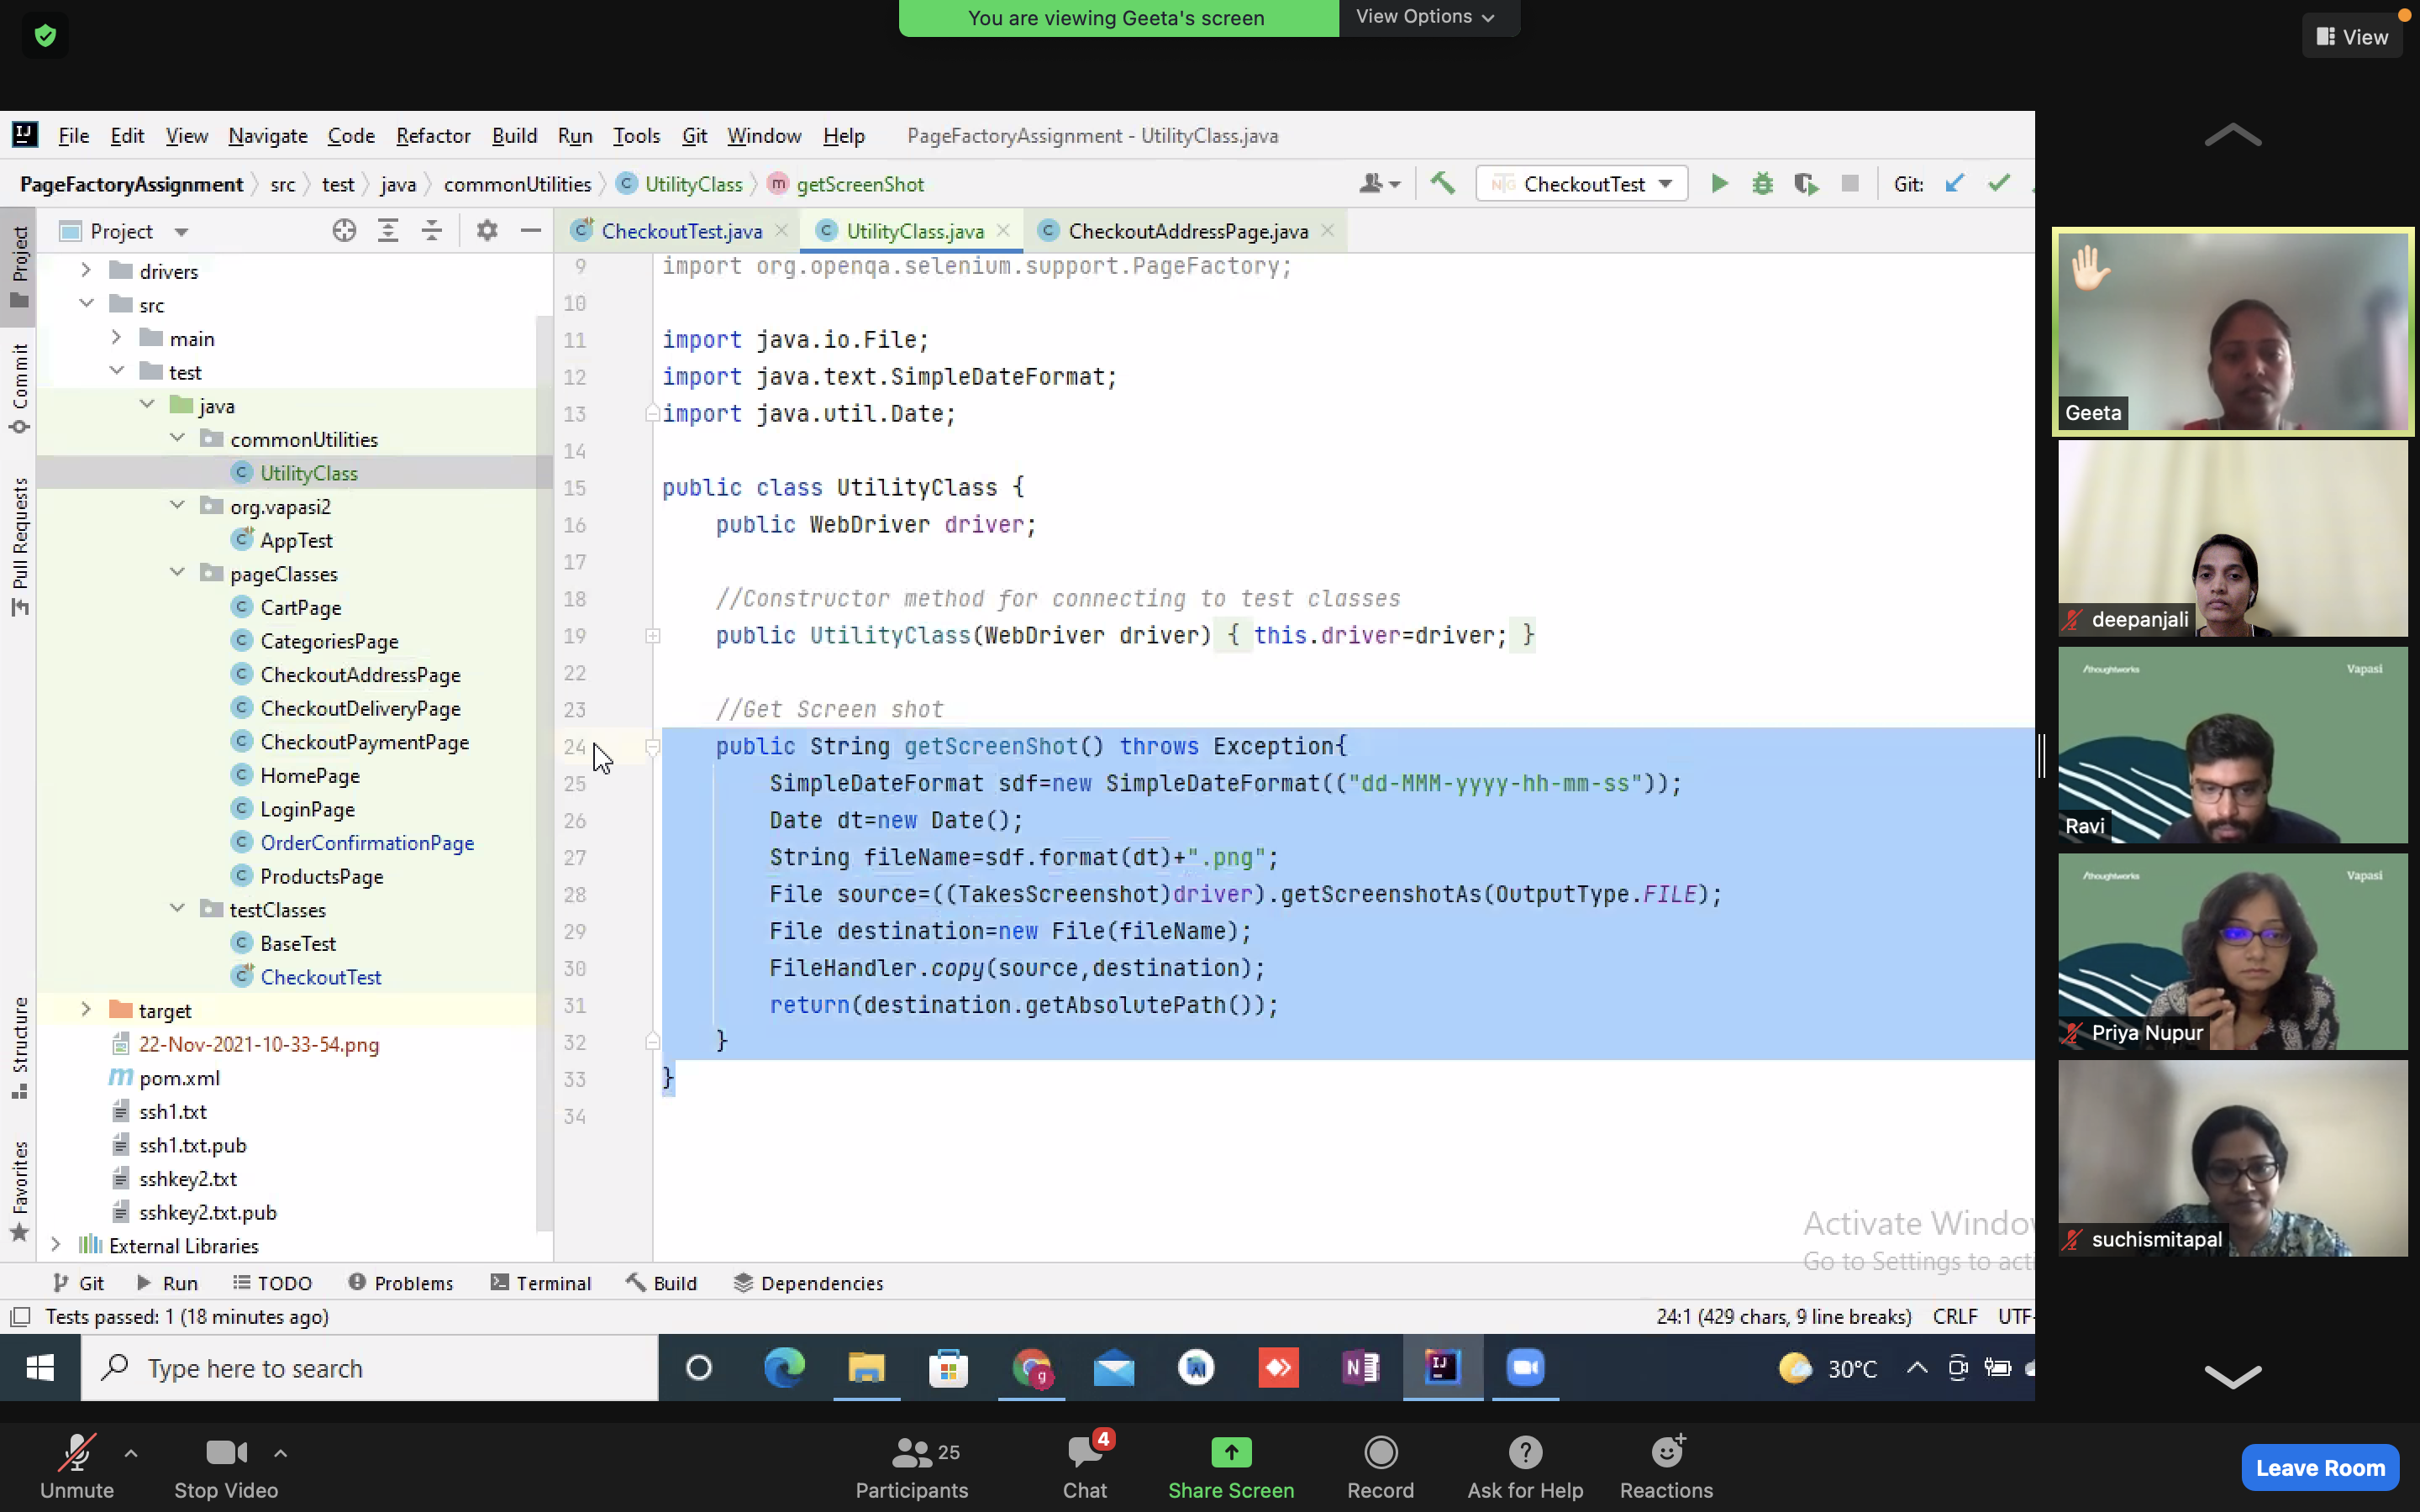 You are viewing Geeta's screen
View Options
View
File Edit View Navigate Code Refactor Build Run Tools Git Window Help PageFactoryAssignment - UtilityClass.java
PageFactoryAssignment src test java commonUtilities UtilityClass getScreenShot CheckoutTest Git:
Project
CheckoutTest.java UtilityClass.java CheckoutAddressPage.java
Project
Commit
Pull Requests
Structure
Favorites
drivers
src
main
test
java
commonUtilities
UtilityClass
org.vapasi2
AppTest
pageClasses
CartPage
CategoriesPage
CheckoutAddressPage
CheckoutDeliveryPage
CheckoutPaymentPage
HomePage
LoginPage
OrderConfirmationPage
ProductsPage
testClasses
BaseTest
CheckoutTest
target
22-Nov-2021-10-33-54.png
pom.xml
ssh1.txt
ssh1.txt.pub
sshkey2.txt
sshkey2.txt.pub
External Libraries
9 import org.openqa.selenium.support.PageFactory;
10
11 import java.io.File;
12 import java.text.SimpleDateFormat;
13 import java.util.Date;
14
15 public class UtilityClass {
16 public WebDriver driver;
17
18 //Constructor method for connecting to test classes
19 public UtilityClass(WebDriver driver) { this.driver=driver; }
22
23 //Get Screen shot
24 public String getScreenShot() throws Exception{
25 SimpleDateFormat sdf=new SimpleDateFormat(("dd-MMM-yyyy-hh-mm-ss"));
26 Date dt=new Date();
27 String fileName=sdf.format(dt)+".png";
28 File source=((TakesScreenshot)driver).getScreenshotAs(OutputType.FILE);
29 File destination=new File(fileName);
30 FileHandler.copy(source,destination);
31 return(destination.getAbsolutePath());
32 }
33 }
34
Activate Windo
Go to Settings to acti
Git Run TODO Problems Terminal Build Dependencies
Tests passed: 1 (18 minutes ago) 24:1 (429 chars, 9 line breaks) CRLF UTF-
Type here to search
30°C
Geeta
deepanjali
/thoughtworks Vapasi
Ravi
/thoughtworks Vapasi
Priya Nupur
suchismitapal
Unmute Stop Video Participants 25 Chat 4 Share Screen Record Ask for Help Reactions Leave Room